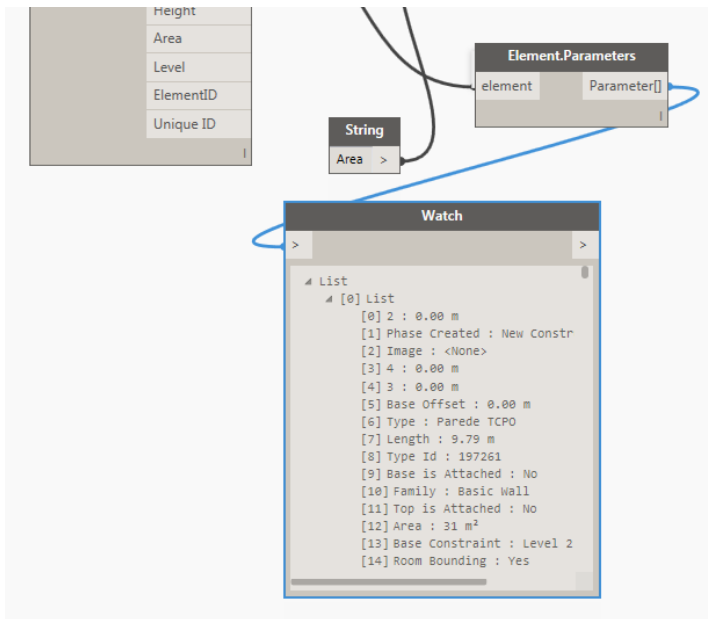 Height
Area
Level
ElementID
Unique ID
Element.Parameters
element
Parameter[]
String
Area >
Watch
> >
List
[0] List
[0] 2 : 0.00 m
[1] Phase Created : New Constr
[2] Image : <None>
[3] 4 : 0.00 m
[4] 3 : 0.00 m
[5] Base Offset : 0.00 m
[6] Type : Parede TCPO
[7] Length : 9.79 m
[8] Type Id : 197261
[9] Base is Attached : No
[10] Family : Basic Wall
[11] Top is Attached : No
[12] Area : 31 m²
[13] Base Constraint : Level 2
[14] Room Bounding : Yes